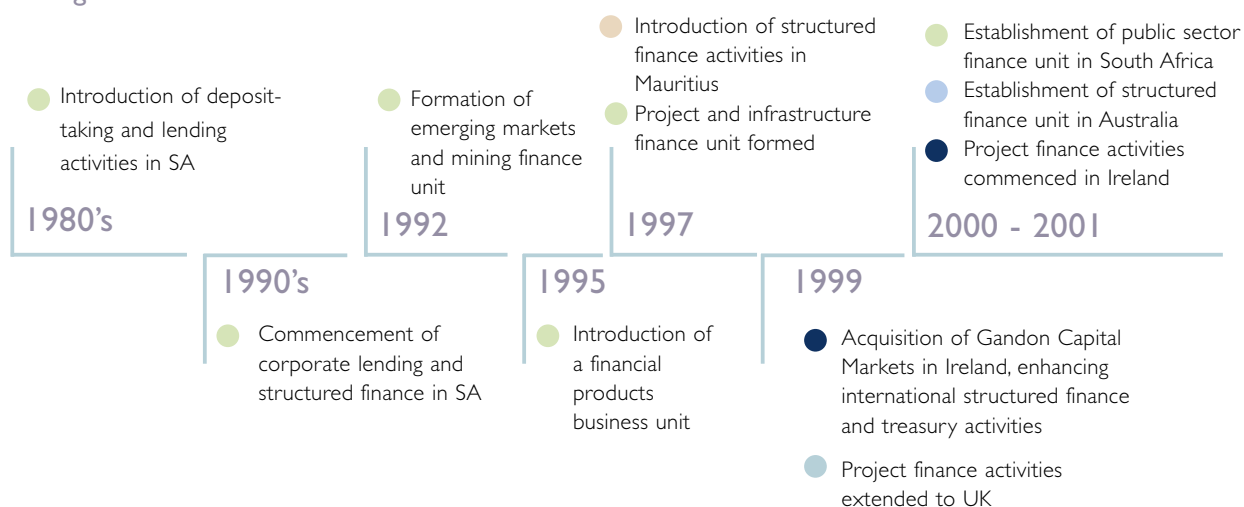 Introduction of deposit-
taking and lending
activities in SA
1980's
1990's
Commencement of
corporate lending and
structured finance in SA
Formation of
emerging markets
and mining finance
unit
1992
1995
Introduction of
a financial
products
business unit
Introduction of structured
finance activities in
Mauritius
Project and infrastructure
finance unit formed
1997
1999
Acquisition of Gandon Capital
Markets in Ireland, enhancing
international structured finance
and treasury activities
Project finance activities
extended to UK
Establishment of public sector
finance unit in South Africa
Establishment of structured
finance unit in Australia
Project finance activities
commenced in Ireland
2000 - 2001